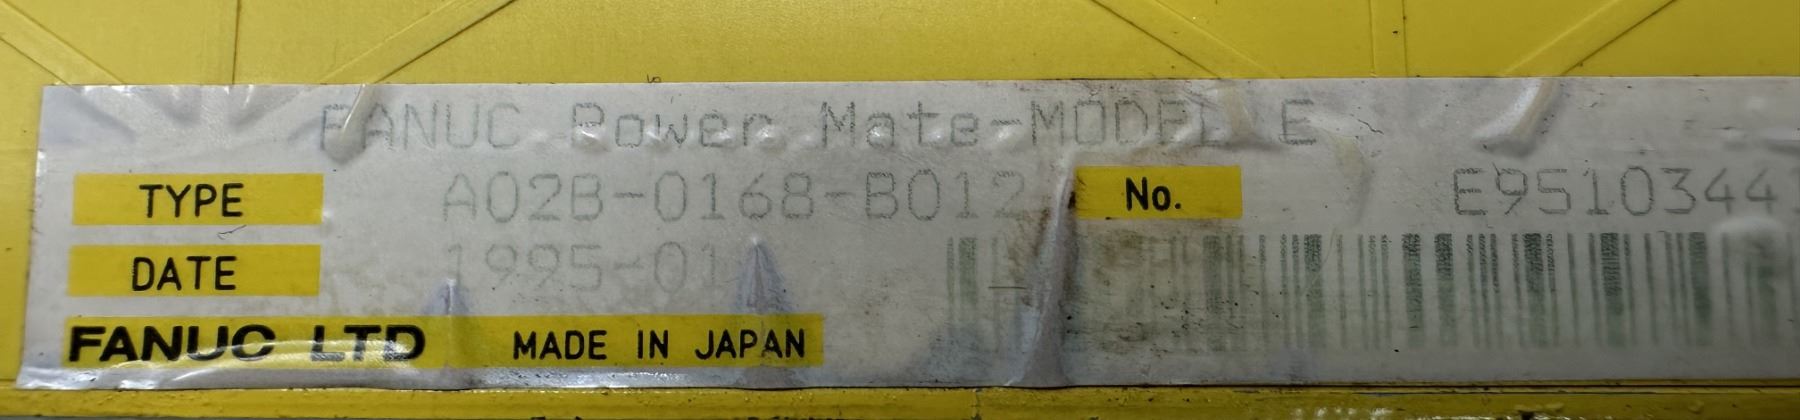 FANUC Power Mate-MODEL E
TYPE A02B-0168-B012 No. E9510344
DATE 1995-01
FANUC LTD MADE IN JAPAN